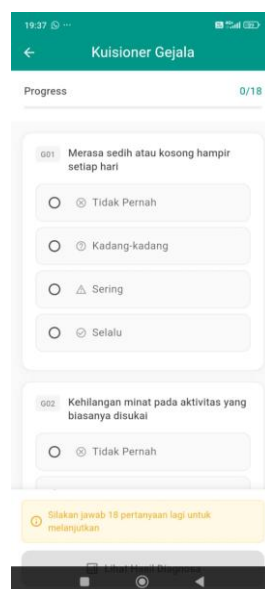 19:37
Kuisioner Gejala
Progress 0/18
G01 Merasa sedih atau kosong hampir
setiap hari
Tidak Pernah
Kadang-kadang
Sering
Selalu
G02 Kehilangan minat pada aktivitas yang
biasanya disukai
Tidak Pernah
Silakan jawab 18 pertanyaan lagi untuk
melanjutkan
Lihat Hasil Diagnosa